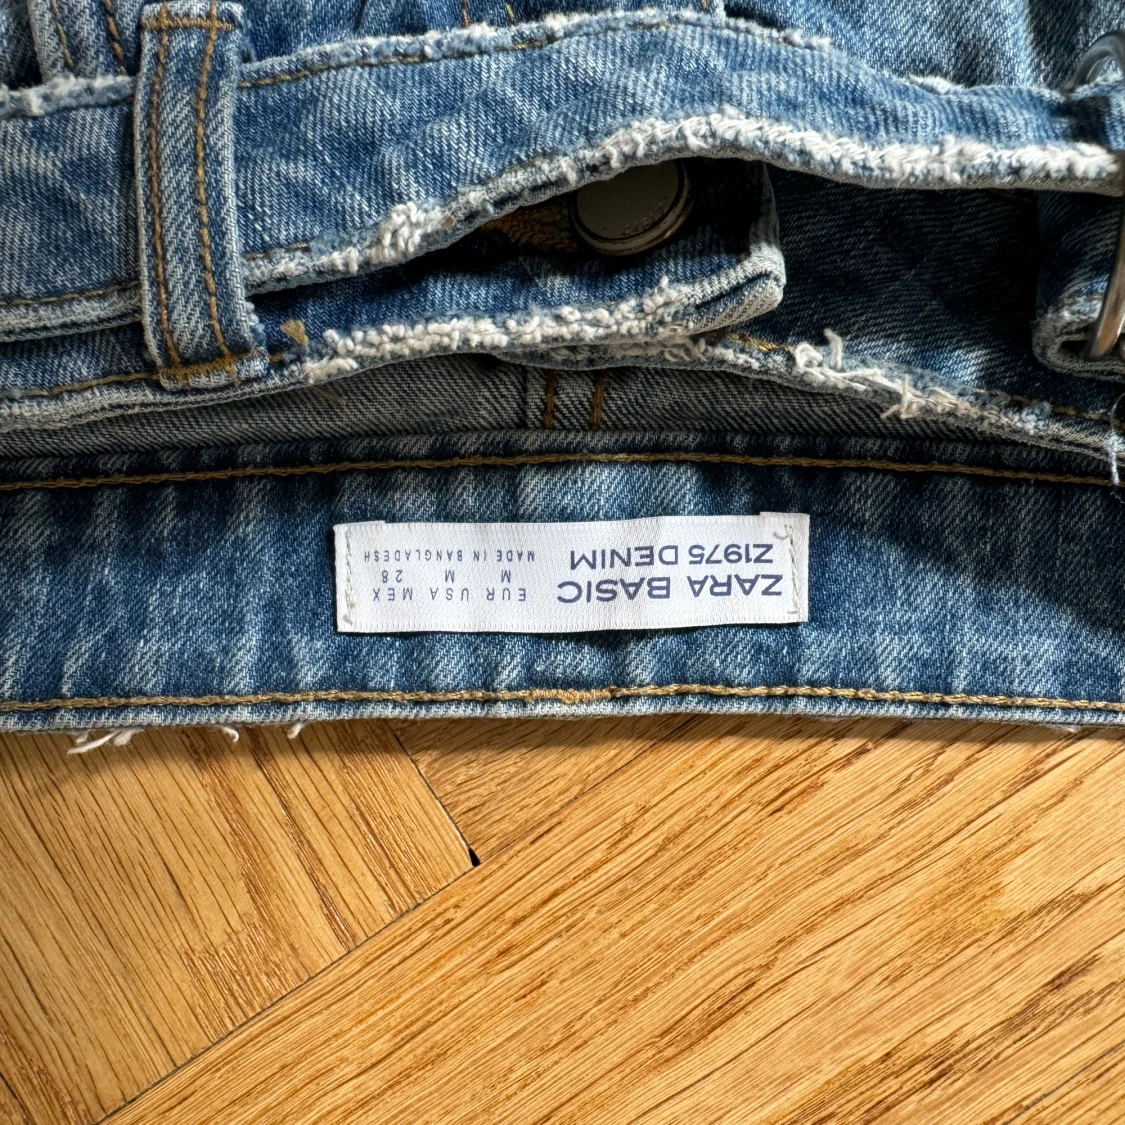 ZARA BASIC
Z1975 DENIM
EUR USA MEX
M M 28
MADE IN BANGLADESH